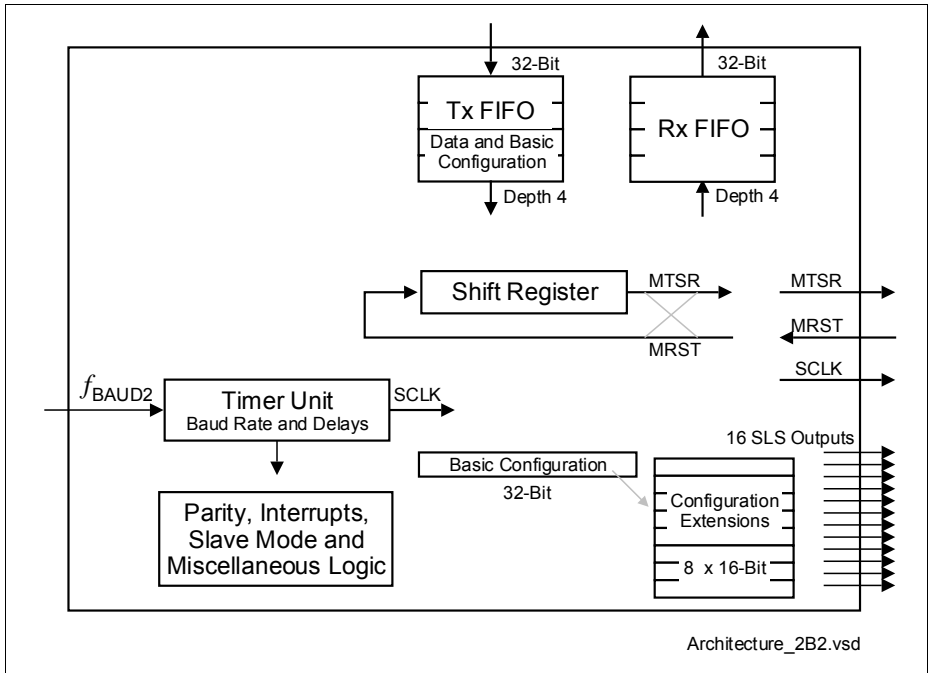 32-Bit
32-Bit
Tx FIFO
Data and Basic
Configuration
Rx FIFO
Depth 4
Depth 4
Shift Register
MTSR
MTSR
MRST
MRST
SCLK
fBAUD2
Timer Unit
Baud Rate and Delays
SCLK
16 SLS Outputs
Basic Configuration
32-Bit
Configuration
Extensions
8 x 16-Bit
Parity, Interrupts,
Slave Mode and
Miscellaneous Logic
Architecture_2B2.vsd